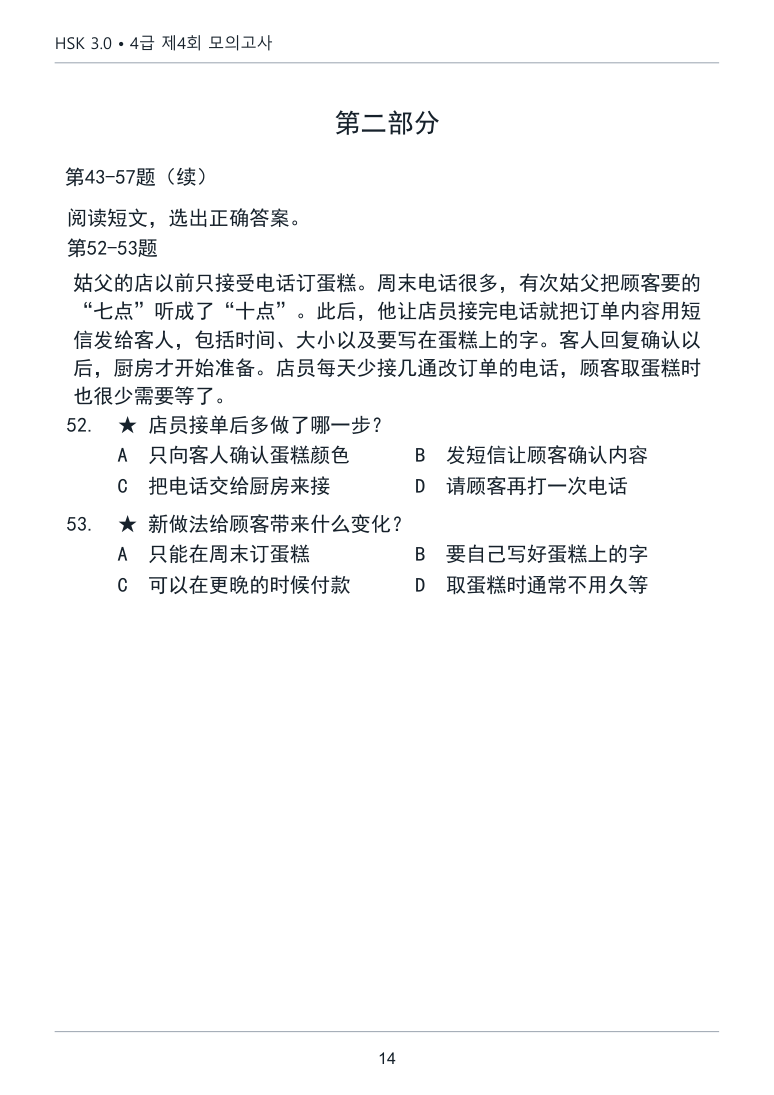 HSK 3.0 • 4급 제4회 모의고사
第二部分
第43-57题（续）
阅读短文，选出正确答案。
第52-53题
姑父的店以前只接受电话订蛋糕。周末电话很多，有次姑父把顾客要的
“七点”听成了“十点”。此后，他让店员接完电话就把订单内容用短
信发给客人，包括时间、大小以及要写在蛋糕上的字。客人回复确认以
后，厨房才开始准备。店员每天少接几通改订单的电话，顾客取蛋糕时
也很少需要等了。
52. ★ 店员接单后多做了哪一步？
A 只向客人确认蛋糕颜色 B 发短信让顾客确认内容
C 把电话交给厨房来接 D 请顾客再打一次电话
53. ★ 新做法给顾客带来什么变化？
A 只能在周末订蛋糕 B 要自己写好蛋糕上的字
C 可以在更晚的时候付款 D 取蛋糕时通常不用久等
14